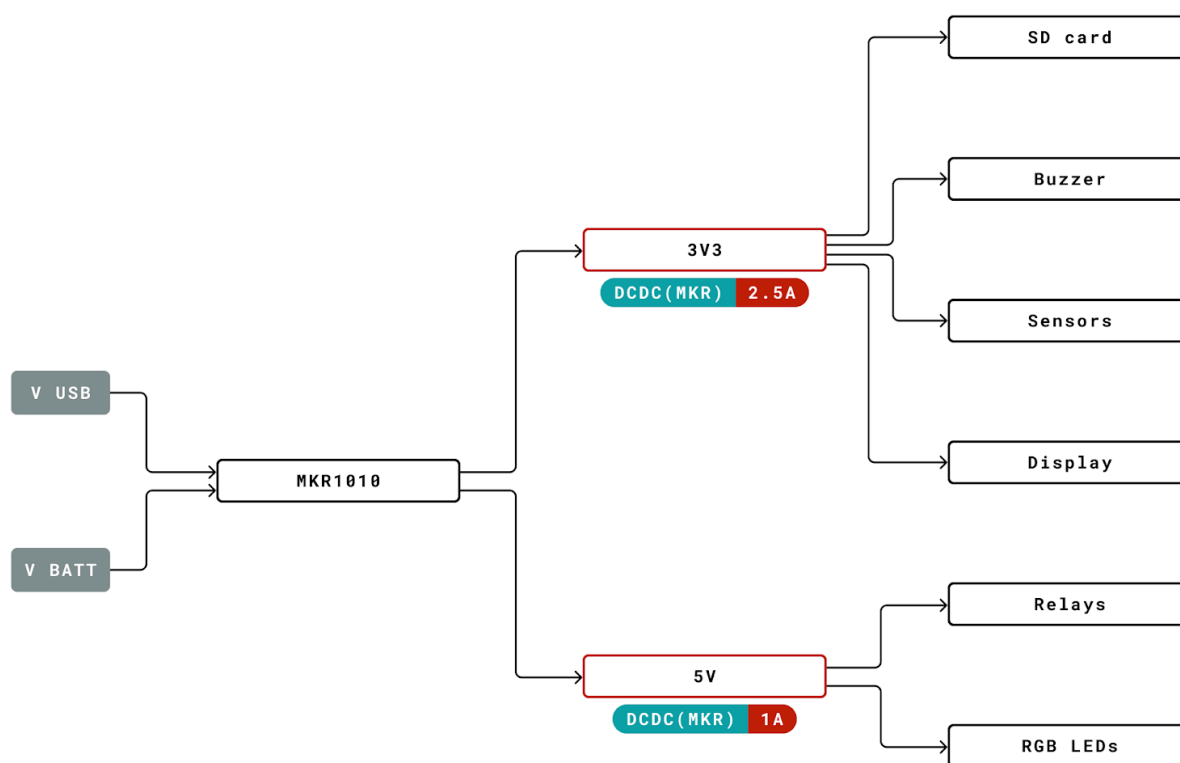 SD card
Buzzer
3V3
DCDC(MKR) 2.5A
Sensors
V USB
Display
MKR1010
V BATT
Relays
5V
DCDC(MKR) 1A
RGB LEDs